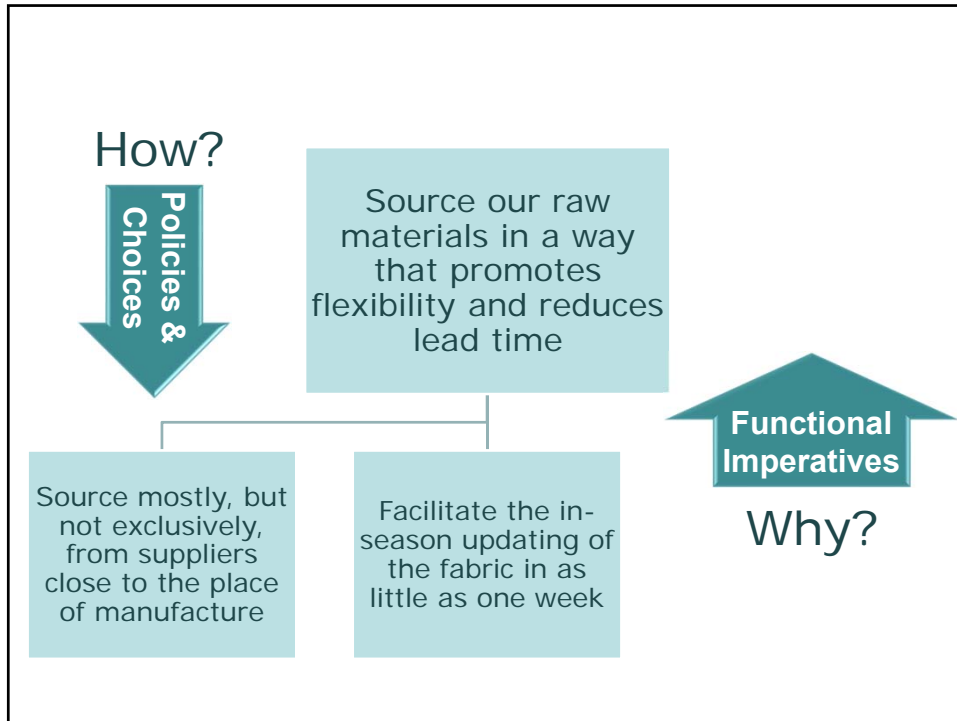 How?
Policies &
Choices
Source our raw
materials in a way
that promotes
flexibility and reduces
lead time
Source mostly, but
not exclusively,
from suppliers
close to the place
of manufacture
Facilitate the in-
season updating of
the fabric in as
little as one week
Functional
Imperatives
Why?